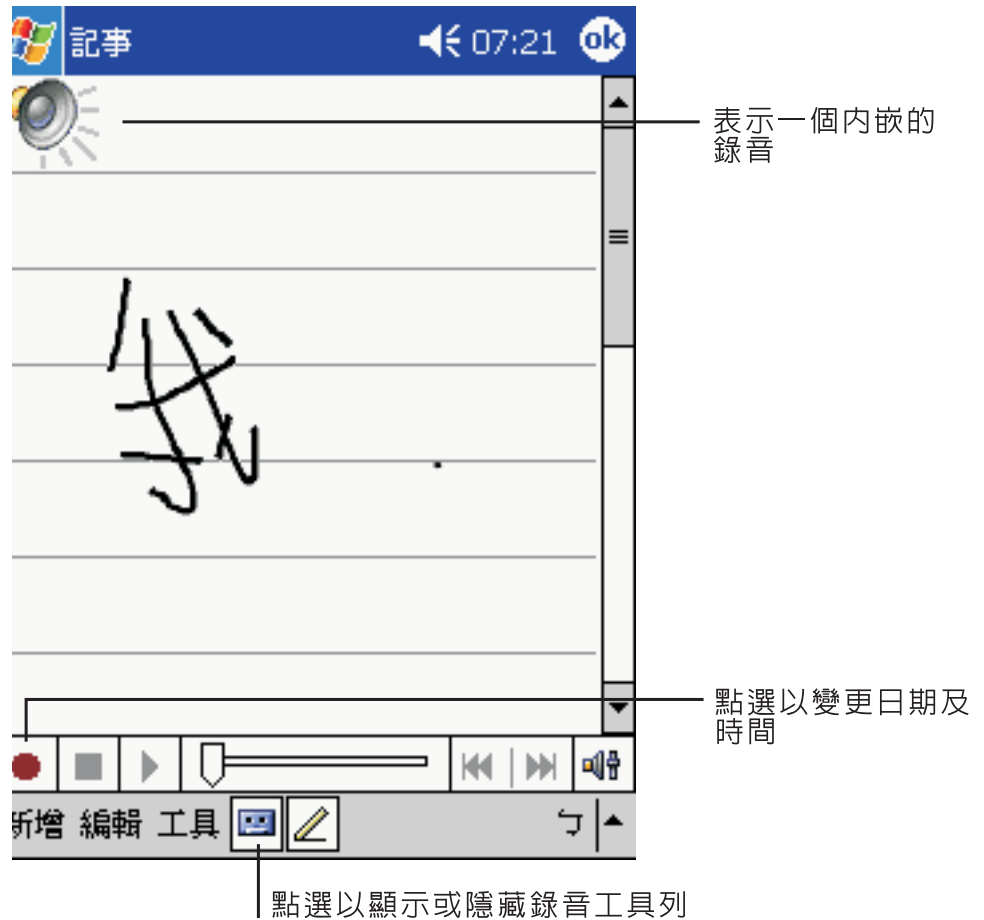 記事 07:21 ok
表示一個内嵌的
錄音
我
點選以變更日期及
時間
新增 編輯 工具 ㄅ
點選以顯示或隱藏錄音工具列